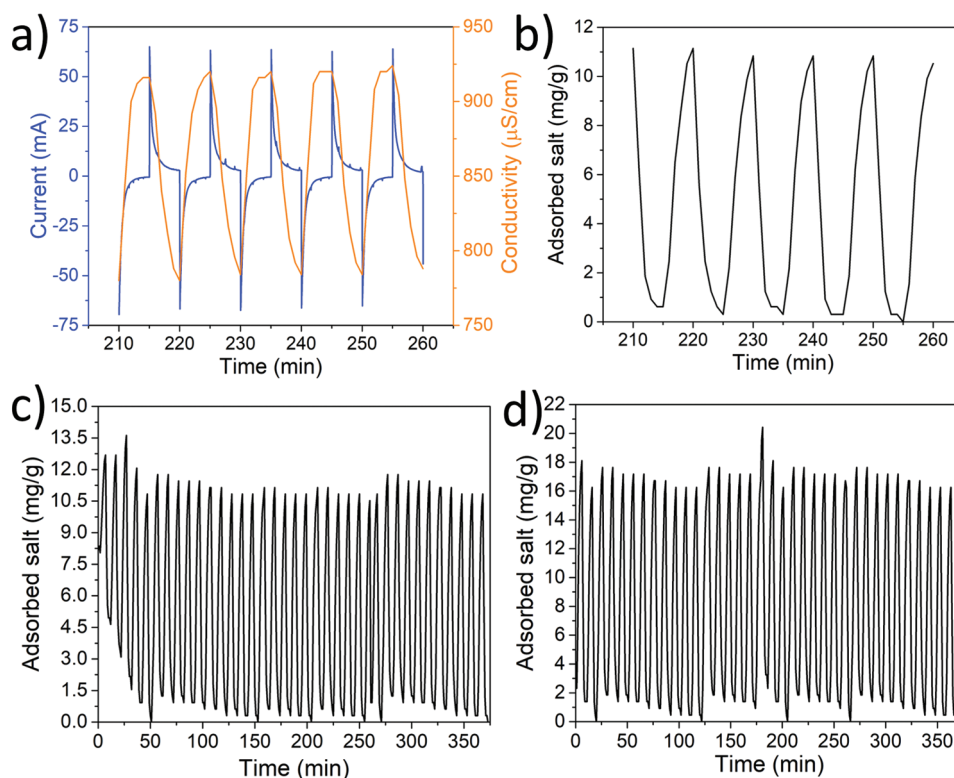 a)
75
50
25
0
-25
-50
-75
Current (mA)
950
900
850
800
750
Conductivity (µS/cm)
210 220 230 240 250 260
Time (min)
b)
12
10
8
6
4
2
0
Adsorbed salt (mg/g)
210 220 230 240 250 260
Time (min)
c)
15.0
13.5
12.0
10.5
9.0
7.5
6.0
4.5
3.0
1.5
0.0
Adsorbed salt (mg/g)
0 50 100 150 200 250 300 350
Time (min)
d)
22
20
18
16
14
12
10
8
6
4
2
0
Adsorbed salt (mg/g)
0 50 100 150 200 250 300 350
Time (min)